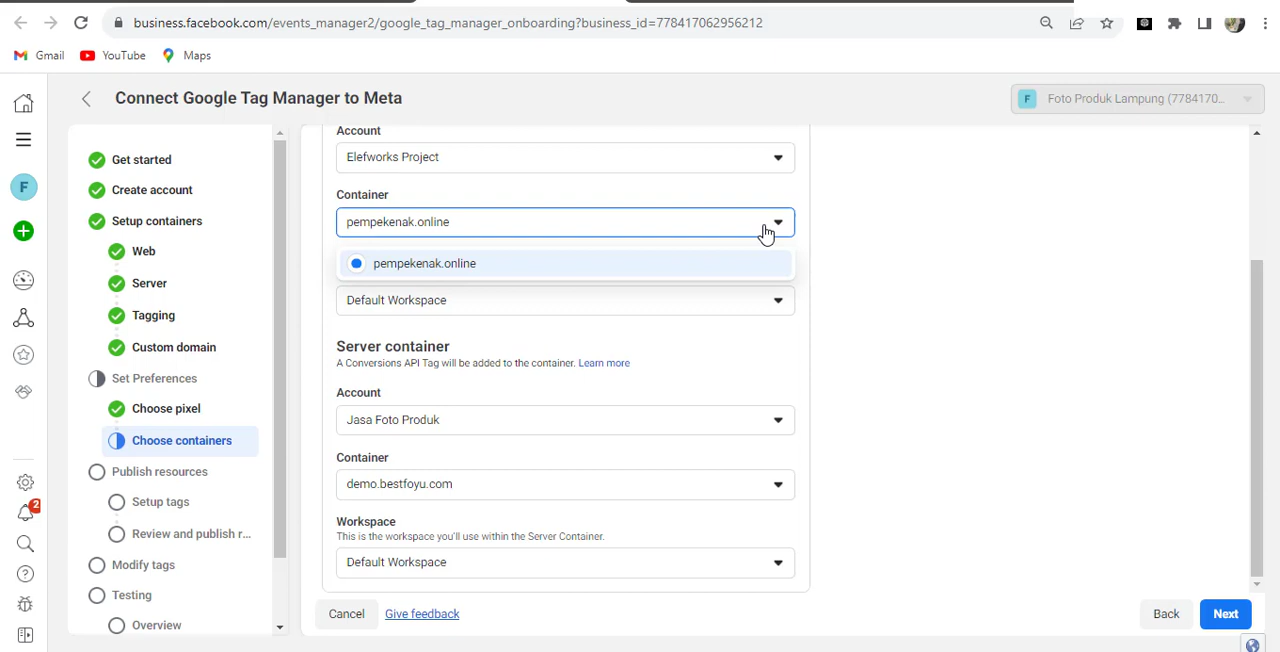 business.facebook.com/events_manager2/google_tag_manager_onboarding?business_id=778417062956212
Gmail
YouTube
Maps
Connect Google Tag Manager to Meta
F
Foto Produk Lampung (7784170...
Get started
Create account
Setup containers
Web
Server
Tagging
Custom domain
Set Preferences
Choose pixel
Choose containers
Publish resources
Setup tags
Review and publish r...
Modify tags
Testing
Overview
F
2
Account
Elefworks Project
Container
pempekenak.online
pempekenak.online
Default Workspace
Server container
A Conversions API Tag will be added to the container. Learn more
Account
Jasa Foto Produk
Container
demo.bestfoyu.com
Workspace
This is the workspace you'll use within the Server Container.
Default Workspace
Cancel
Give feedback
Back
Next